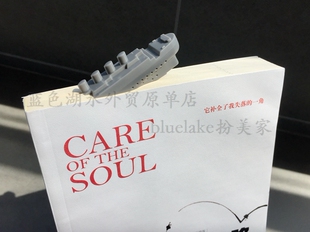 蓝色湖水外贸原单店
它补全了我失落的一角
bluelake扮美家
CARE
OF THE
SOUL